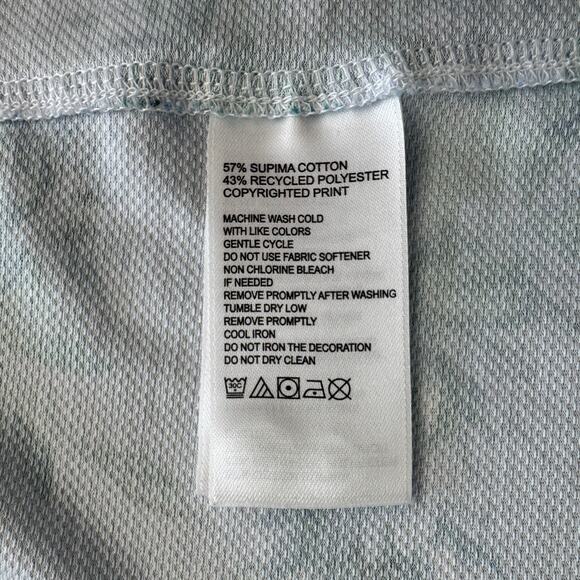 57% SUPIMA COTTON
43% RECYCLED POLYESTER
COPYRIGHTED PRINT
MACHINE WASH COLD
WITH LIKE COLORS
GENTLE CYCLE
DO NOT USE FABRIC SOFTENER
NON CHLORINE BLEACH
IF NEEDED
REMOVE PROMPTLY AFTER WASHING
TUMBLE DRY LOW
REMOVE PROMPTLY
COOL IRON
DO NOT IRON THE DECORATION
DO NOT DRY CLEAN
30C